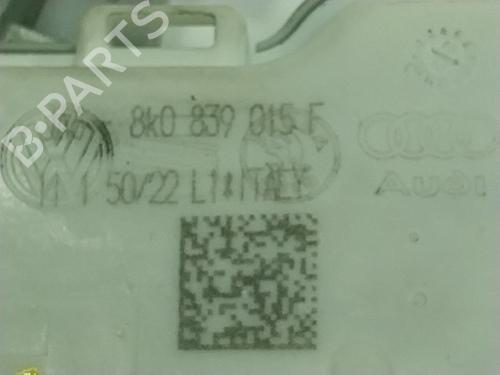 B-PARTS
8K0 839 015 F
50/22 L1 ITALY
AUDI